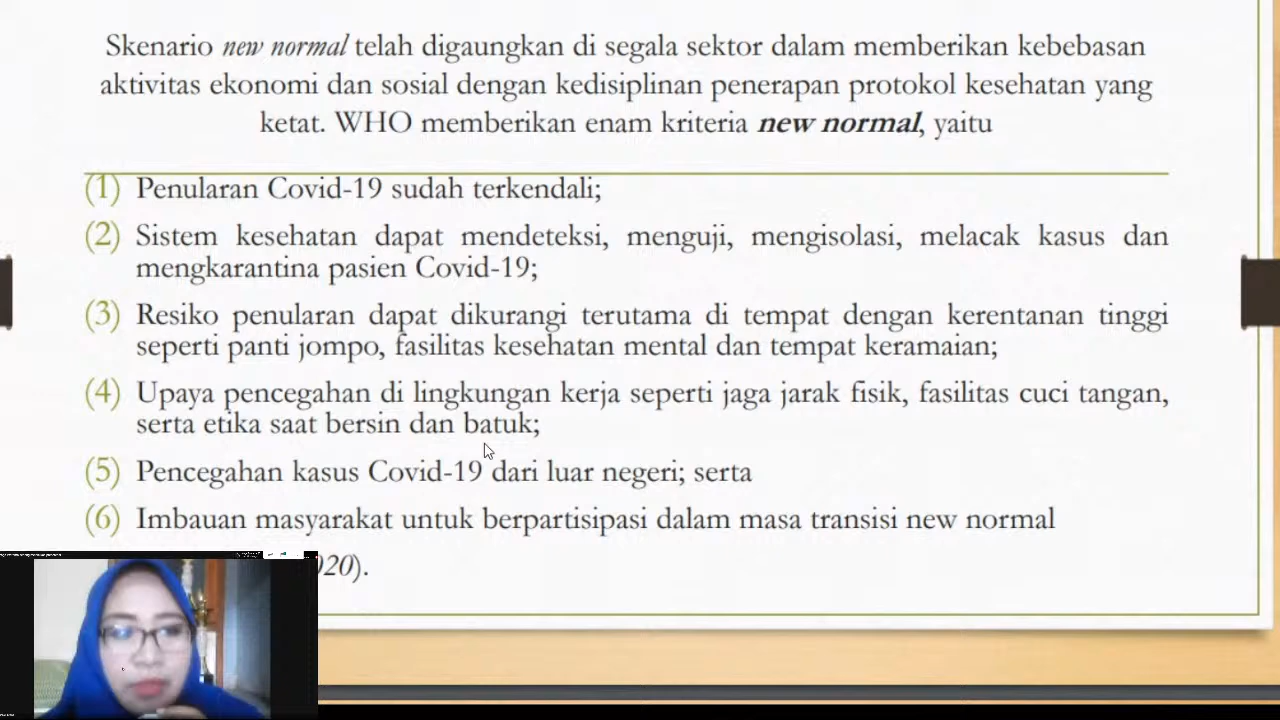 Skenario new normal telah digaungkan di segala sektor dalam memberikan kebebasan
aktivitas ekonomi dan sosial dengan kedisiplinan penerapan protokol kesehatan yang
ketat. WHO memberikan enam kriteria new normal, yaitu
(1) Penularan Covid-19 sudah terkendali;
(2) Sistem kesehatan dapat mendeteksi, menguji, mengisolasi, melacak kasus dan
mengkarantina pasien Covid-19;
(3) Resiko penularan dapat dikurangi terutama di tempat dengan kerentanan tinggi
seperti panti jompo, fasilitas kesehatan mental dan tempat keramaian;
(4) Upaya pencegahan di lingkungan kerja seperti jaga jarak fisik, fasilitas cuci tangan,
serta etika saat bersin dan batuk;
(5) Pencegahan kasus Covid-19 dari luar negeri; serta
(6) Imbauan masyarakat untuk berpartisipasi dalam masa transisi new normal
20).